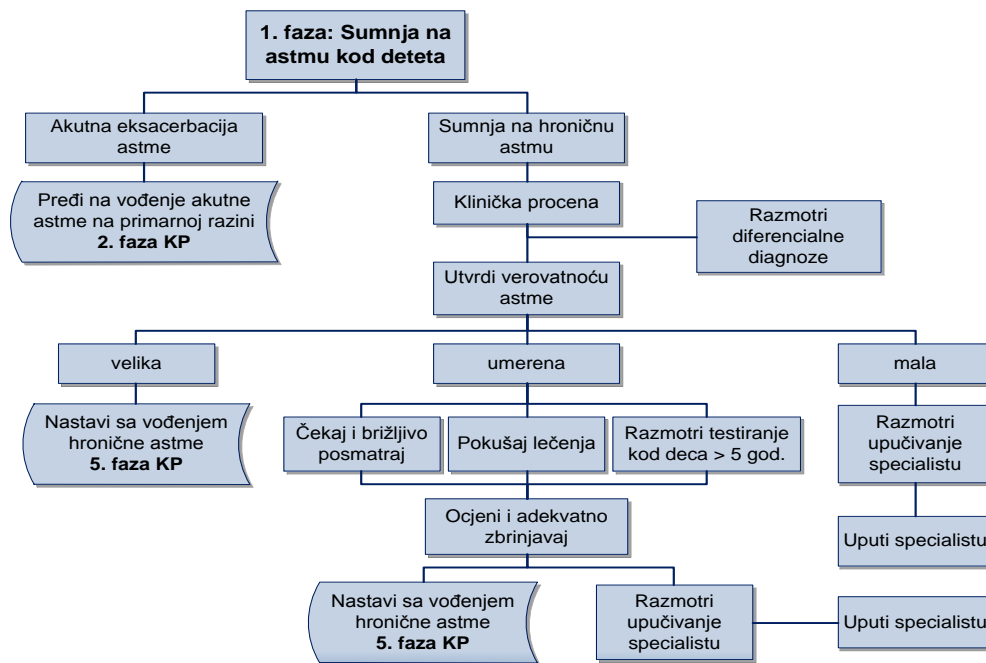 1. faza: Sumnja na
astmu kod deteta
Akutna eksacerbacija
astme
Sumnja na hroničnu
astmu
Pređi na vođenje akutne
astme na primarnoj razini
2. faza KP
Klinička procena
Razmotri
diferencialne
diagnoze
Utvrdi verovatnoću
astme
velika
umerena
mala
Nastavi sa vođenjem
hronične astme
5. faza KP
Čekaj i brižljivo
posmatraj
Pokušaj lečenja
Razmotri testiranje
kod deca > 5 god.
Razmotri
upučivanje
specialistu
Ocjeni i adekvatno
zbrinjavaj
Uputi specialistu
Nastavi sa vođenjem
hronične astme
5. faza KP
Razmotri
upučivanje
specialistu
Uputi specialistu